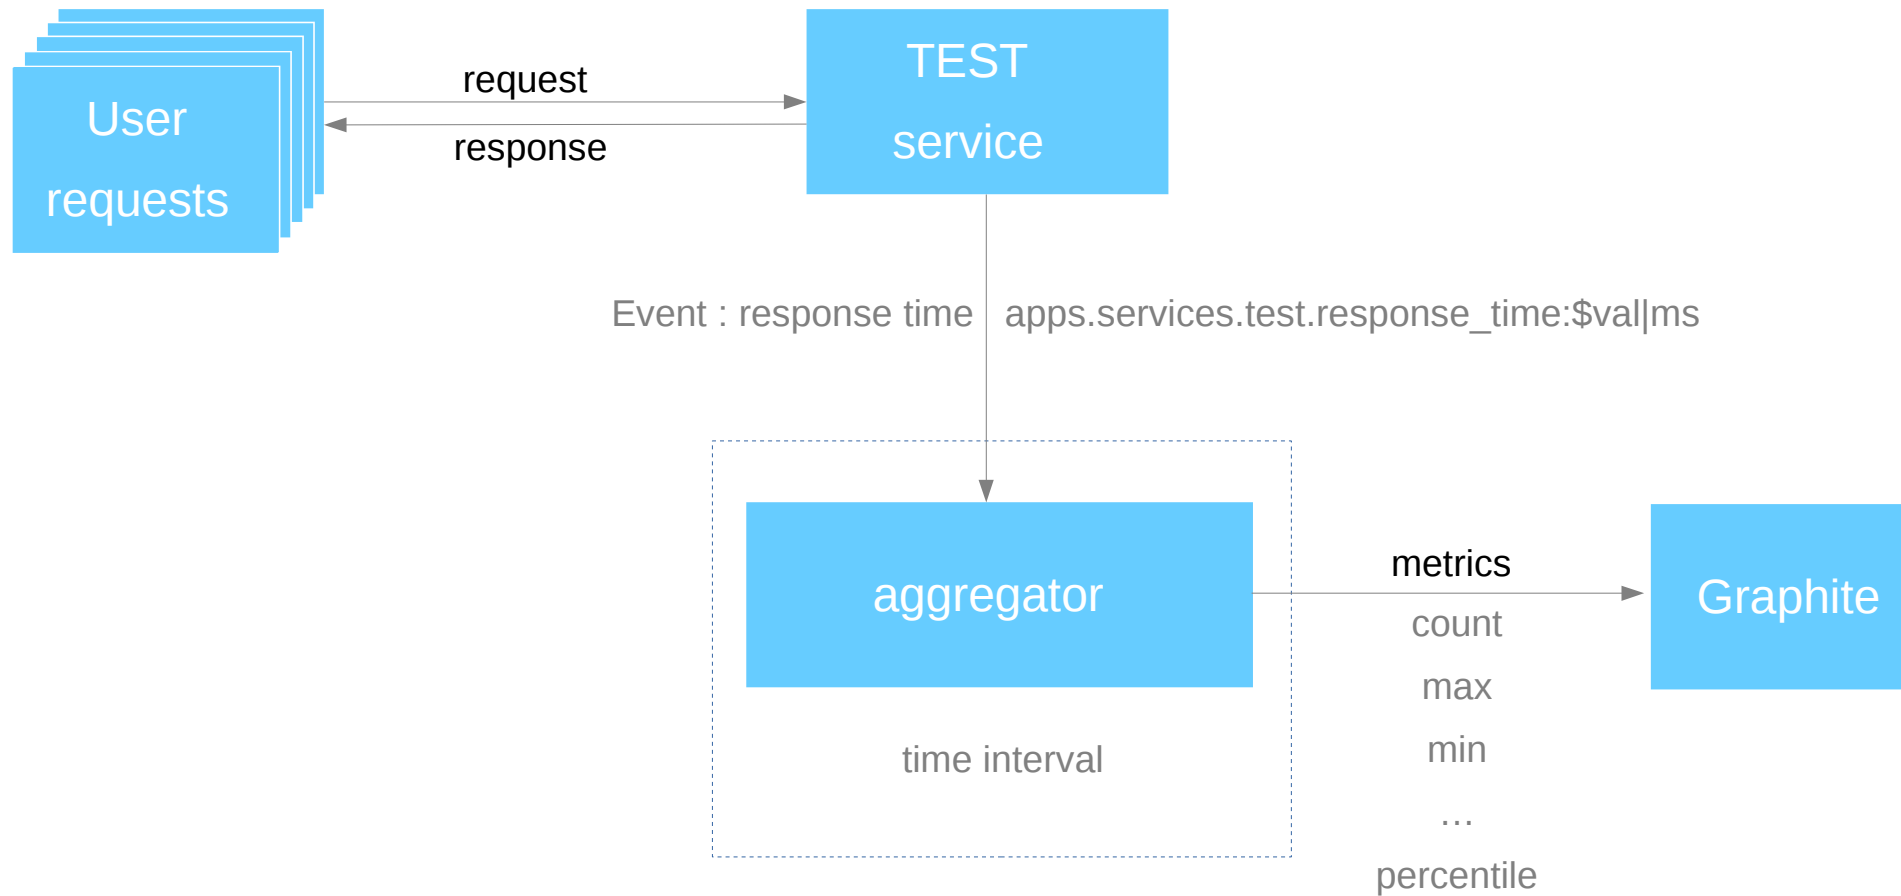 User
requests
request
response
TEST
service
Event : response time
apps.services.test.response_time:$val|ms
aggregator
time interval
metrics
count
max
min
…
percentile
Graphite